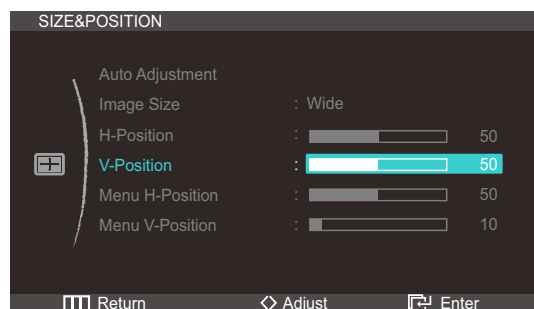 SIZE&POSITION
Auto Adjustment
Image Size : Wide
H-Position : 50
V-Position : 50
Menu H-Position : 50
Menu V-Position : 10
Return Adjust Enter